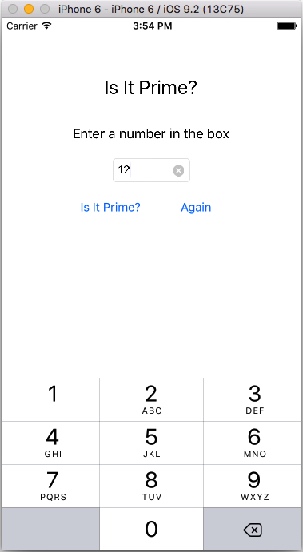 iPhone 6 - iPhone 6 / iOS 9.2 (13C75)
Carrier 3:54 PM
Is It Prime?
Enter a number in the box
12
Is It Prime? Again
1 2 3
ABC DEF
4 5 6
GHI JKL MNO
7 8 9
PQRS TUV WXYZ
0